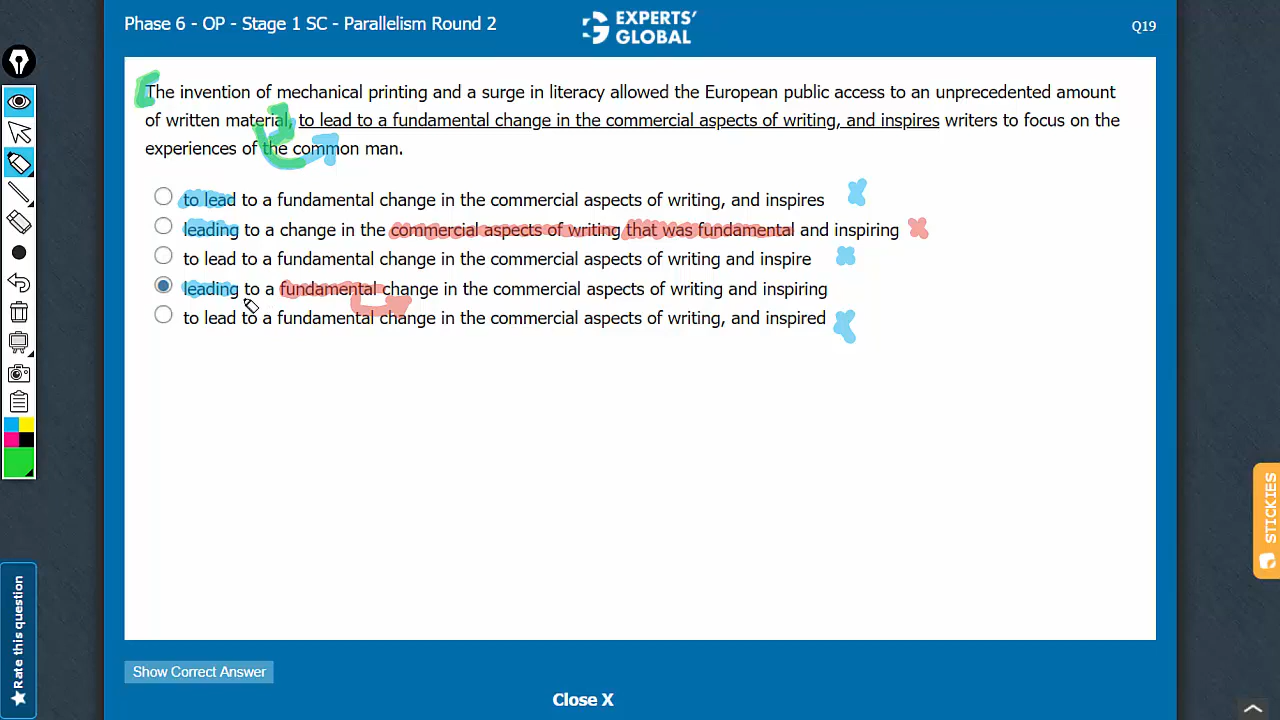 Phase 6 - OP - Stage 1 SC - Parallelism Round 2
EXPERTS'
GLOBAL
Q19
The invention of mechanical printing and a surge in literacy allowed the European public access to an unprecedented amount
of written material, to lead to a fundamental change in the commercial aspects of writing, and inspires writers to focus on the
experiences of the common man.
to lead to a fundamental change in the commercial aspects of writing, and inspires
leading to a change in the commercial aspects of writing that was fundamental and inspiring
to lead to a fundamental change in the commercial aspects of writing and inspire
leading to a fundamental change in the commercial aspects of writing and inspiring
to lead to a fundamental change in the commercial aspects of writing, and inspired
STICKIES
Rate this question
Show Correct Answer
Close X